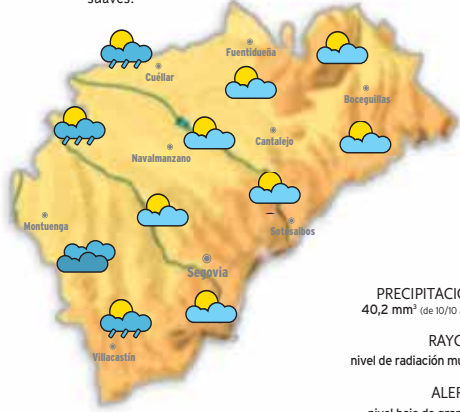 suaves.
Fuentidueña
Cuéllar
Boceguillas
Cantalejo
Navalmanzano
Montuenga
Sotosalbos
Segovia
PRECIPITACIO
40,2 mm³ (de 10/10
RAYO
nivel de radiación mu
Villacastín
ALER